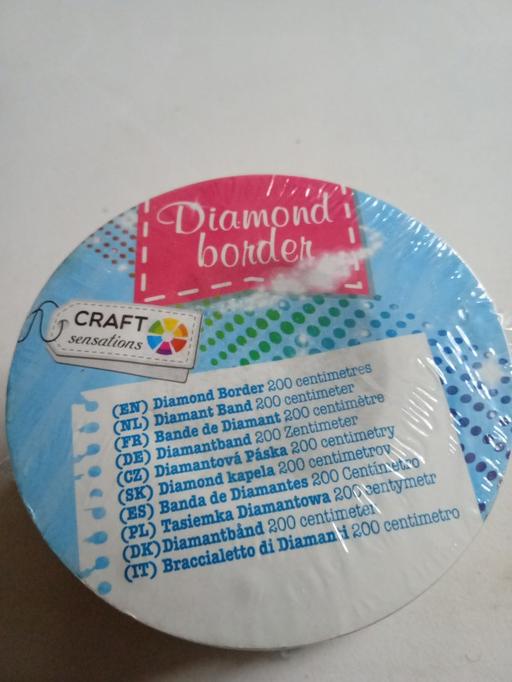 Diamond
border
CRAFT
sensations
(EN) Diamond Border 200 centimetres
(NL) Diamant Band 200 centimeter
(FR) Bande de Diamant 200 centimètre
(DE) Diamantband 200 Zentimeter
(CZ) Diamantová Páska 200 centimetry
(SK) Diamond kapela 200 centimetrov
(ES) Banda de Diamantes 200 Centímetro
(PL) Tasiemka Diamantowa 200 centymetr
(DK) Diamantbånd 200 centimeter
(IT) Braccialetto di Diamanti 200 centimetro